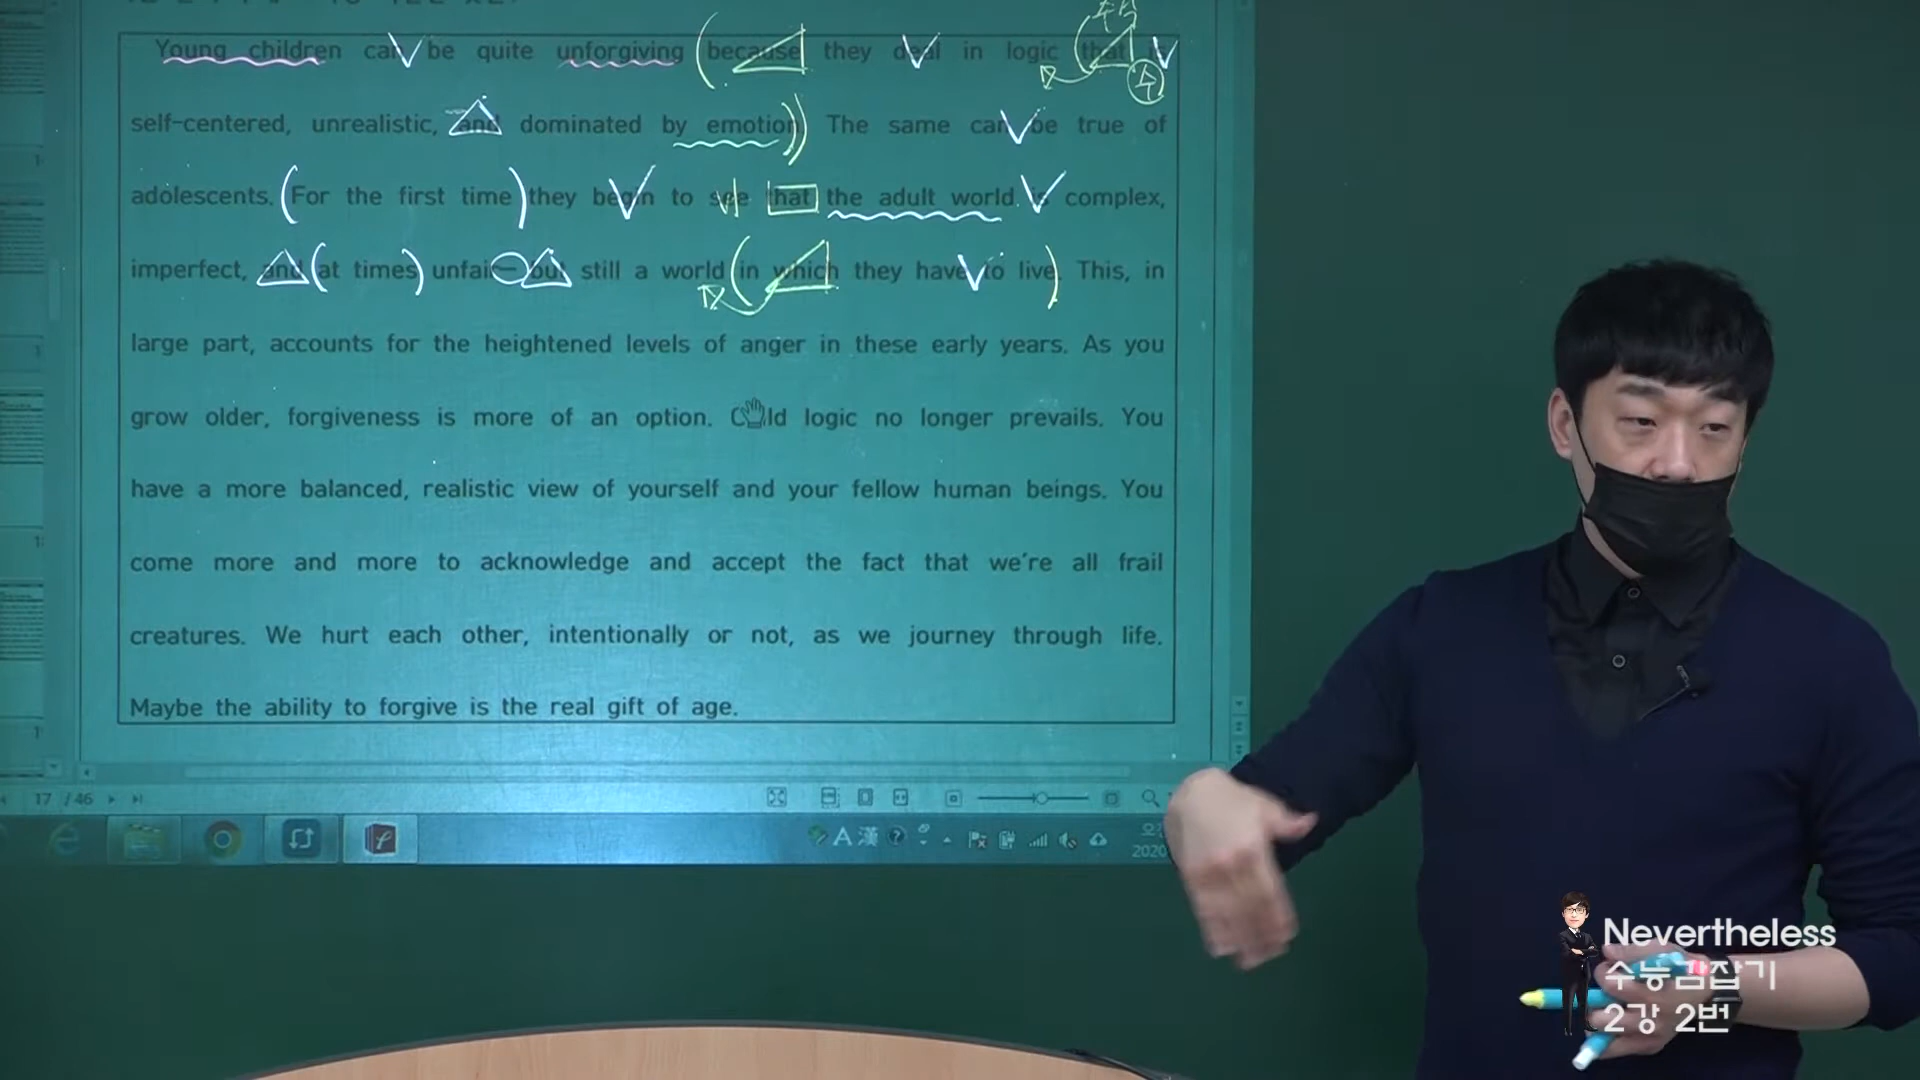 Young children can be quite unforgiving because they deal in logic that is
주격
주
self-centered, unrealistic, and dominated by emotion. The same can be true of
adolescents. For the first time they begin to see that the adult world is complex,
imperfect, and at times unfair — but still a world in which they have to live. This, in
large part, accounts for the heightened levels of anger in these early years. As you
grow older, forgiveness is more of an option. Child logic no longer prevails. You
have a more balanced, realistic view of yourself and your fellow human beings. You
come more and more to acknowledge and accept the fact that we're all frail
creatures. We hurt each other, intentionally or not, as we journey through life.
Maybe the ability to forgive is the real gift of age.
17 / 46
A 漢
2020
Nevertheless
수능감잡기
2강 2번